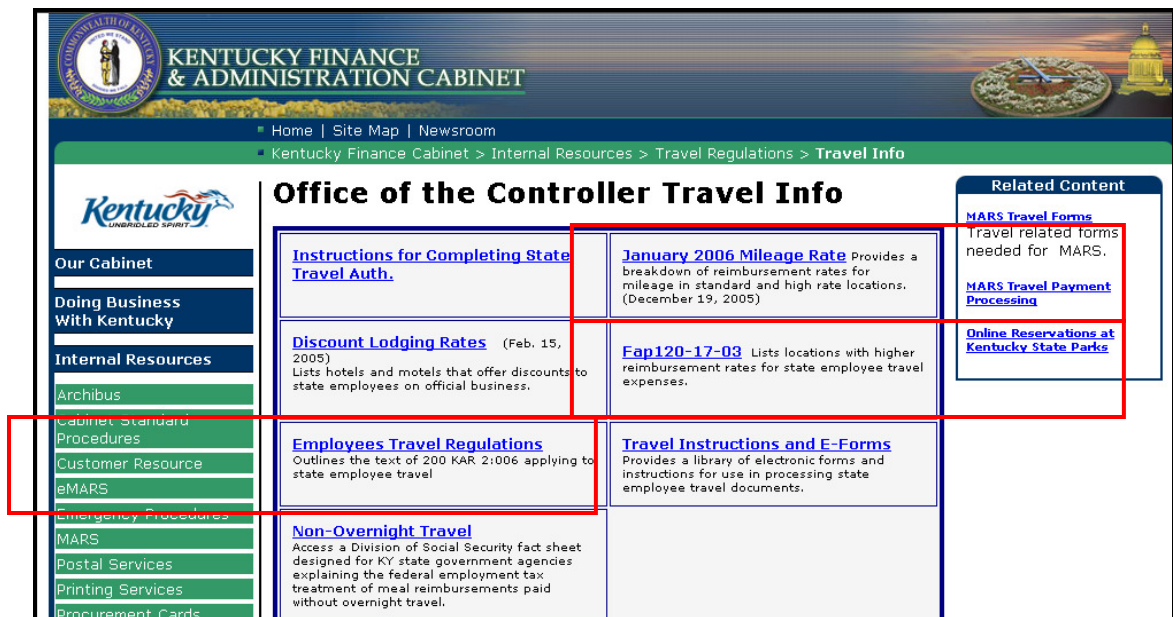 COMMONWEALTH OF KENTUCKY
UNITED WE STAND
KENTUCKY FINANCE
& ADMINISTRATION CABINET
Home | Site Map | Newsroom
Kentucky Finance Cabinet > Internal Resources > Travel Regulations > Travel Info
Kentucky
UNBRIDLED SPIRIT
Our Cabinet
Doing Business
With Kentucky
Internal Resources
Archibus
Cabinet Standard
Procedures
Customer Resource
eMARS
Emergency Procedures
MARS
Postal Services
Printing Services
Procurement Cards
Office of the Controller Travel Info
Instructions for Completing State
Travel Auth.
January 2006 Mileage Rate Provides a
breakdown of reimbursement rates for
mileage in standard and high rate locations.
(December 19, 2005)
Discount Lodging Rates (Feb. 15,
2005)
Lists hotels and motels that offer discounts to
state employees on official business.
Fap120-17-03 Lists locations with higher
reimbursement rates for state employee travel
expenses.
Employees Travel Regulations
Outlines the text of 200 KAR 2:006 applying to
state employee travel
Travel Instructions and E-Forms
Provides a library of electronic forms and
instructions for use in processing state
employee travel documents.
Non-Overnight Travel
Access a Division of Social Security fact sheet
designed for KY state government agencies
explaining the federal employment tax
treatment of meal reimbursements paid
without overnight travel.
Related Content
MARS Travel Forms
Travel related forms
needed for MARS.
MARS Travel Payment
Processing
Online Reservations at
Kentucky State Parks